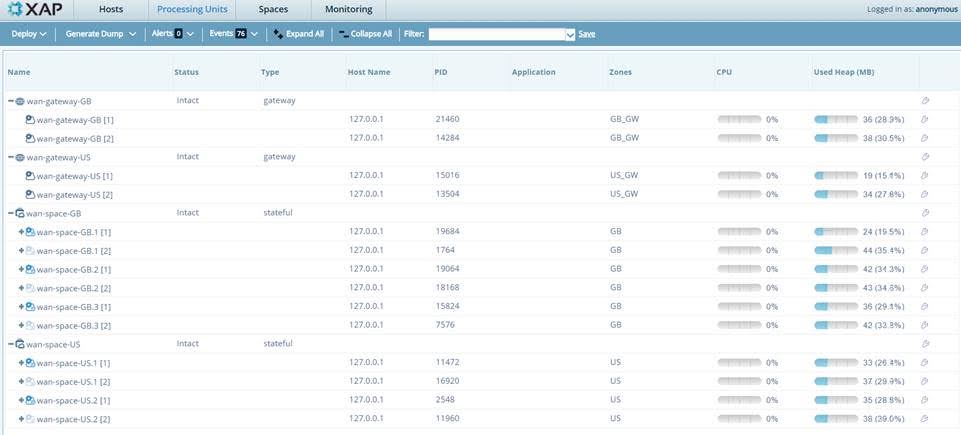 XAP Hosts Processing Units Spaces Monitoring Logged in as: anonymous
Deploy Generate Dump Alerts 0 Events 76 Expand All Collapse All Filter: Save
Name Status Type Host Name PID Application Zones CPU Used Heap (MB)
wan-gateway-GB Intact gateway
wan-gateway-GB [1] 127.0.0.1 21460 GB_GW 0% 36 (28.9%)
wan-gateway-GB [2] 127.0.0.1 14284 GB_GW 0% 38 (30.5%)
wan-gateway-US Intact gateway
wan-gateway-US [1] 127.0.0.1 15016 US_GW 0% 19
wan-gateway-US [2] 127.0.0.1 13504 US_GW 0% 34 (27.6%)
wan-space-GB Intact stateful
wan-space-GB.1 [1] 127.0.0.1 19684 GB 0% 24 (19.5%)
wan-space-GB.1 [2] 127.0.0.1 1764 GB 0% 44 (35.4%)
wan-space-GB.2 [1] 127.0.0.1 19064 GB 0% 42 (34.3%)
wan-space-GB.2 [2] 127.0.0.1 18168 GB 0% 43
wan-space-GB.3 [1] 127.0.0.1 15824 GB 0% 36
wan-space-GB.3 [2] 127.0.0.1 7576 GB 0% 42 (33.8%)
wan-space-US Intact stateful
wan-space-US.1 [1] 127.0.0.1 11472 US 0% 33 (26.4%)
wan-space-US.1 [2] 127.0.0.1 16920 US 0% 37 (29.9%)
wan-space-US.2 [1] 127.0.0.1 2548 US 0% 35 (28.8%)
wan-space-US.2 [2] 127.0.0.1 11960 US 0% 38